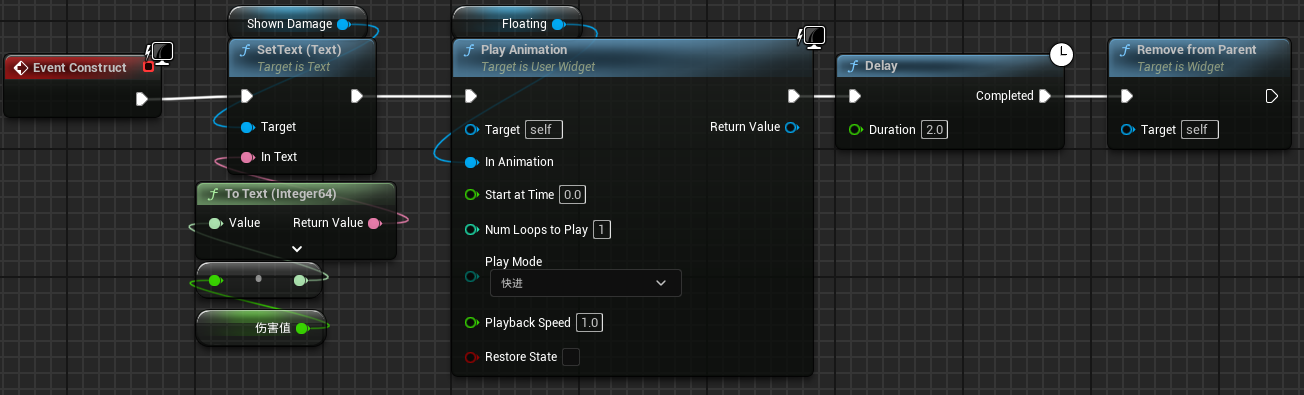 Event Construct
Shown Damage
SetText (Text)
Target is Text
Target
In Text
To Text (Integer64)
Value
Return Value
伤害值
Floating
Play Animation
Target is User Widget
Target self
Return Value
In Animation
Start at Time 0.0
Num Loops to Play 1
Play Mode
快进
Playback Speed 1.0
Restore State
Delay
Completed
Duration 2.0
Remove from Parent
Target is Widget
Target self